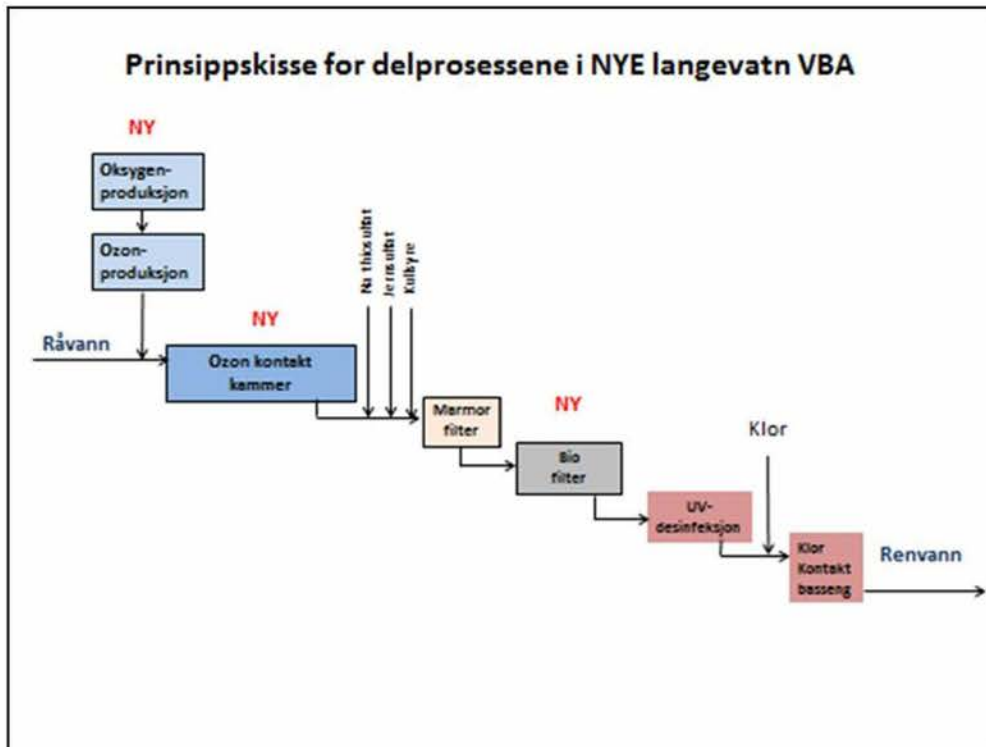 Prinsippskisse for delprosessene i NYE langevatn VBA
NY
Oksygen-
produksjon
Ozon-
produksjon
Råvann
NY
Ozon kontakt
kammer
Na thiosulfat
Jernsulfat
Kullsyre
Marmor
filter
NY
Bio
filter
UV-
desinfeksjon
Klor
Klor
Kontakt
basseng
Renvann